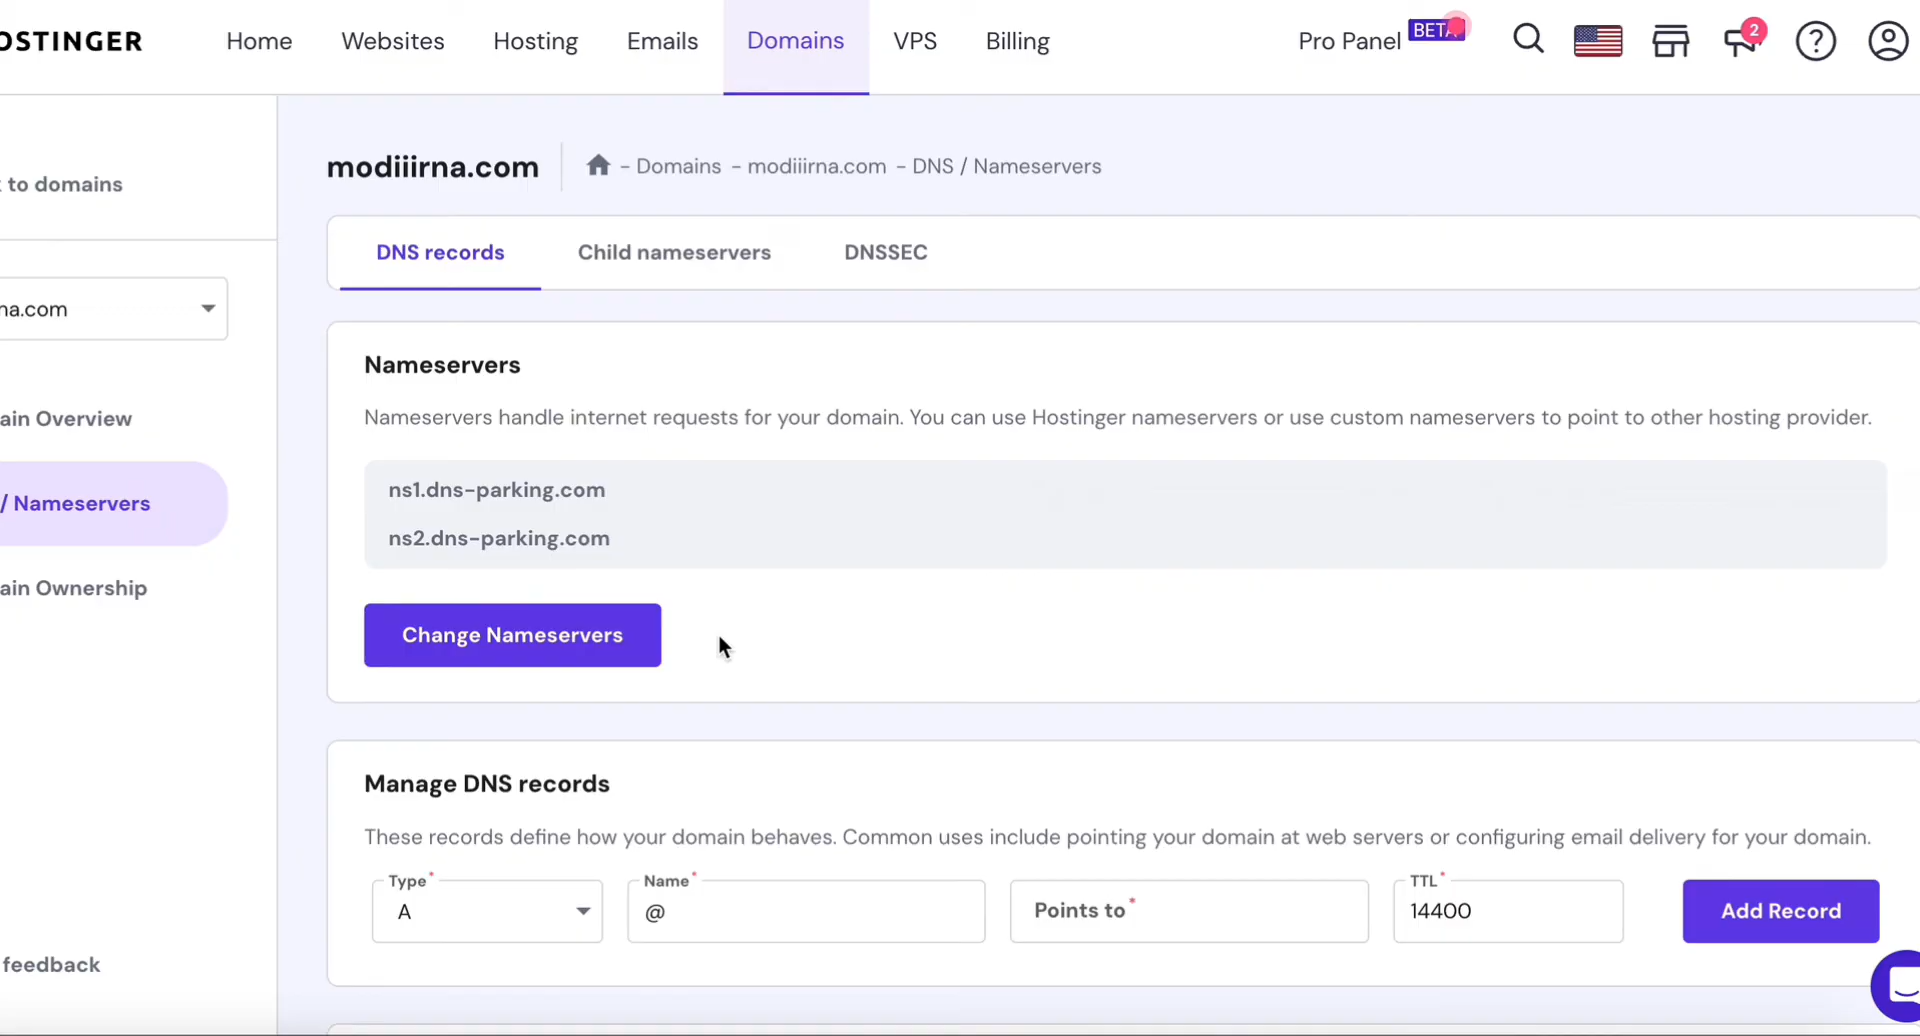 OSTINGER
Home Websites Hosting Emails Domains VPS Billing Pro Panel BETA 2 ?
to domains
modiiirna.com - Domains - modiiirna.com - DNS / Nameservers
DNS records Child nameservers DNSSEC
na.com
Nameservers
Nameservers handle internet requests for your domain. You can use Hostinger nameservers or use custom nameservers to point to other hosting provider.
ain Overview
ns1.dns-parking.com
/ Nameservers
ns2.dns-parking.com
ain Ownership
Change Nameservers
Manage DNS records
These records define how your domain behaves. Common uses include pointing your domain at web servers or configuring email delivery for your domain.
Type* Name* TTL*
A @ Points to* 14400 Add Record
feedback